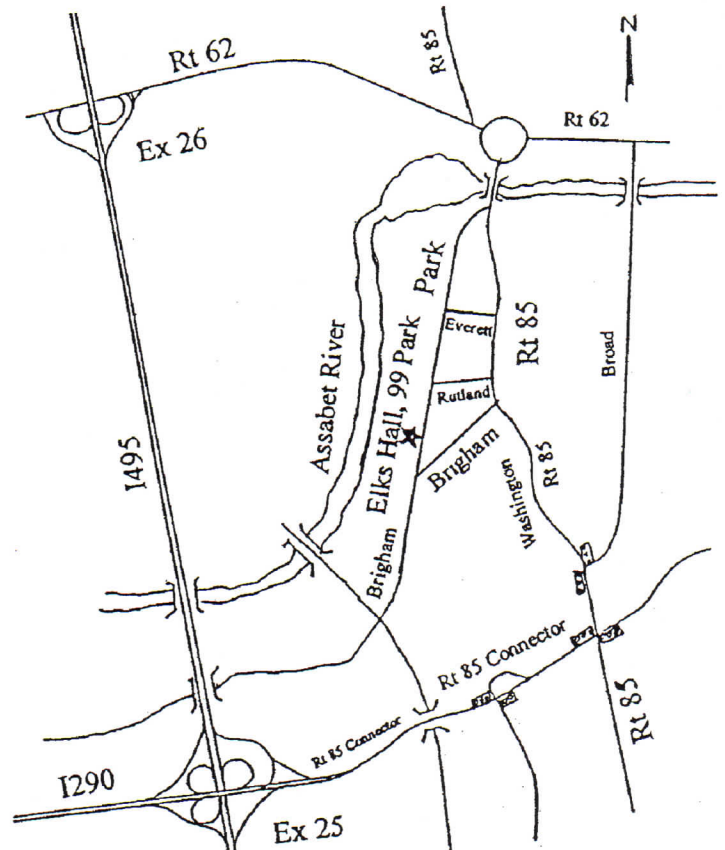 Rt 85
N
Rt 62
Rt 62
Ex 26
Park
Everett
Rt 85
Broad
Assabet River
Elks Hall, 99 Park
Rutland
I495
Brigham
Washington
Rt 85
Brigham
Rt 85 Connector
Rt 85
Rt 85 Connector
I290
Ex 25